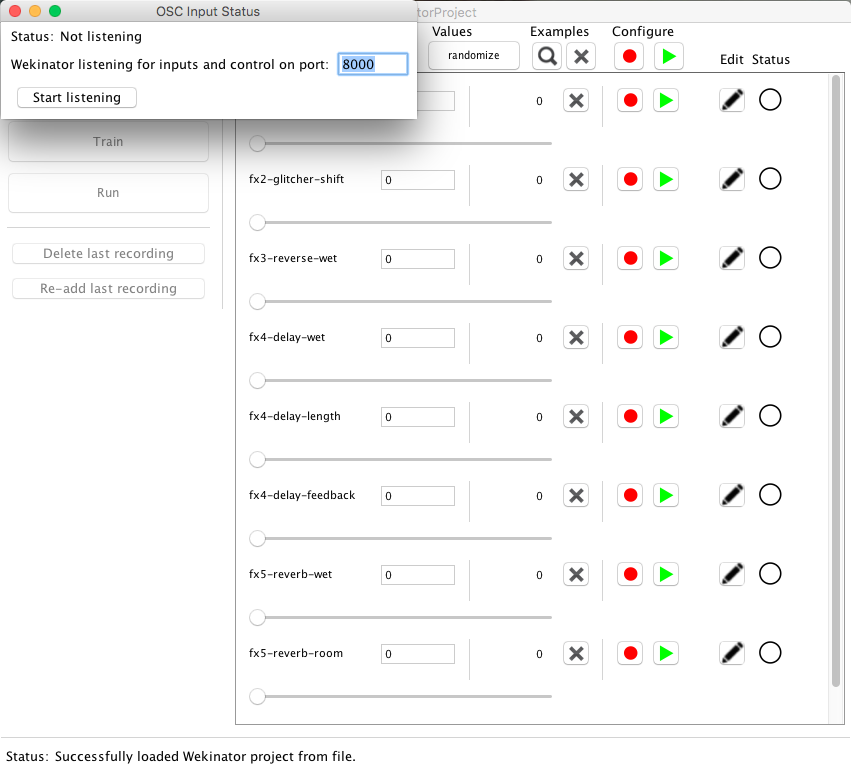 OSC Input Status
torProject
Status: Not listening
Wekinator listening for inputs and control on port: 8000
Start listening
Values Examples Configure
randomize
Edit Status
0
Train
Run
Delete last recording
Re-add last recording
fx2-glitcher-shift 0 0
fx3-reverse-wet 0 0
fx4-delay-wet 0 0
fx4-delay-length 0 0
fx4-delay-feedback 0 0
fx5-reverb-wet 0 0
fx5-reverb-room 0 0
Status: Successfully loaded Wekinator project from file.